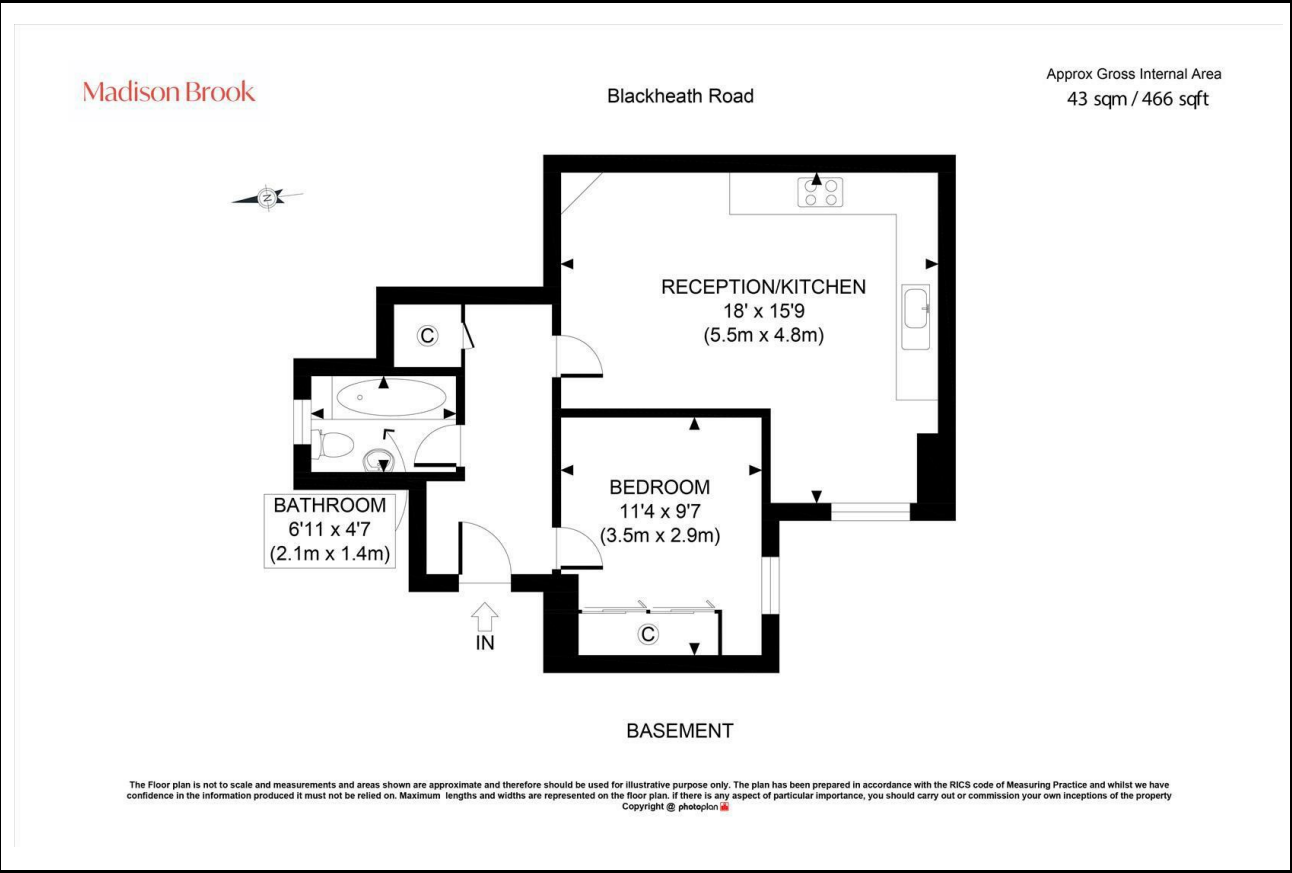 Madison Brook
Blackheath Road
Approx Gross Internal Area
43 sqm / 466 sqft
N
RECEPTION/KITCHEN
18' x 15'9
(5.5m x 4.8m)
C
BEDROOM
11'4 x 9'7
(3.5m x 2.9m)
BATHROOM
6'11 x 4'7
(2.1m x 1.4m)
C
IN
BASEMENT
The Floor plan is not to scale and measurements and areas shown are approximate and therefore should be used for illustrative purpose only. The plan has been prepared in accordance with the RICS code of Measuring Practice and whilst we have
confidence in the information produced it must not be relied on. Maximum lengths and widths are represented on the floor plan. if there is any aspect of particular importance, you should carry out or commission your own inceptions of the property
Copyright @ photoplan